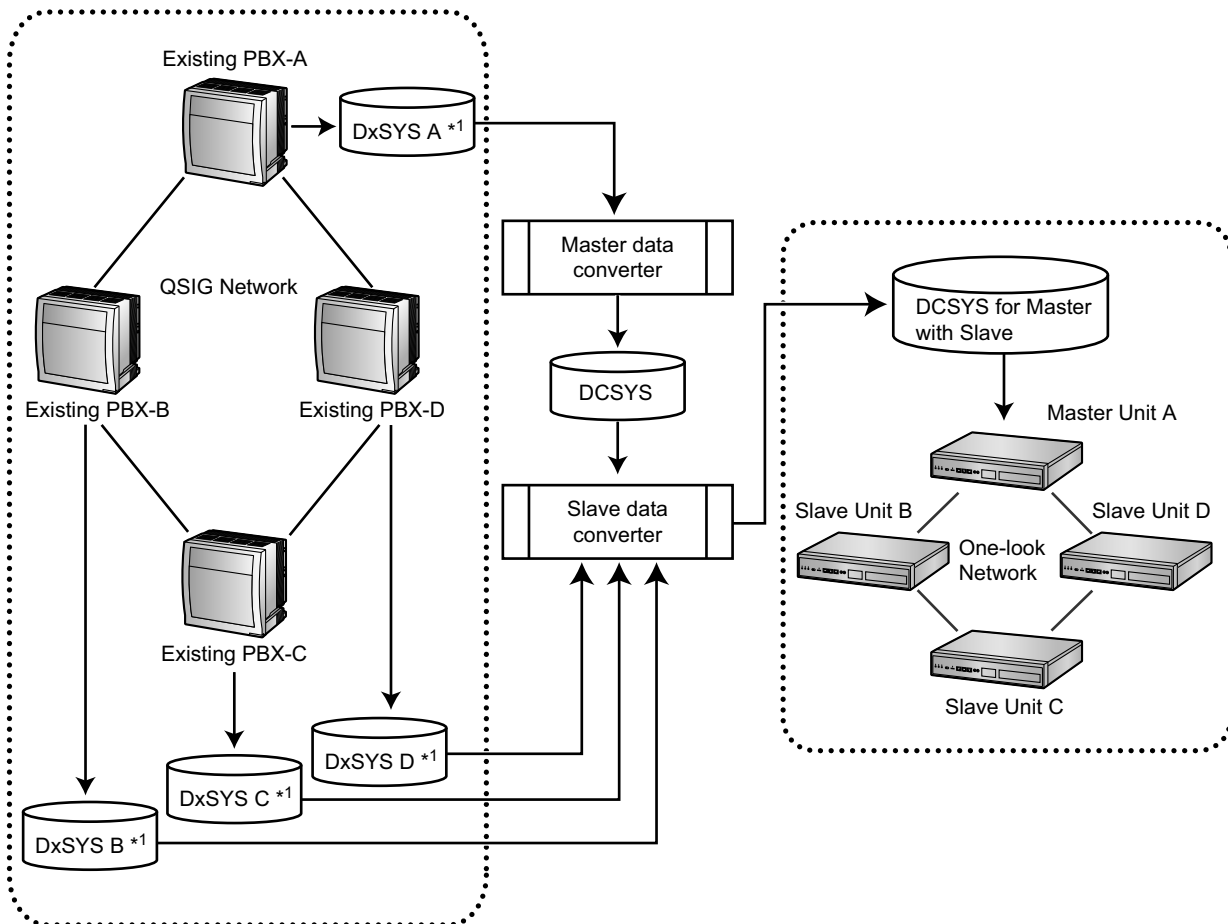 Existing PBX-A
DxSYS A *1
Master data
converter
QSIG Network
DCSYS for Master
with Slave
Existing PBX-B
Existing PBX-D
DCSYS
Master Unit A
Slave data
converter
Slave Unit B
Slave Unit D
One-look
Network
Existing PBX-C
Slave Unit C
DxSYS D *1
DxSYS C *1
DxSYS B *1